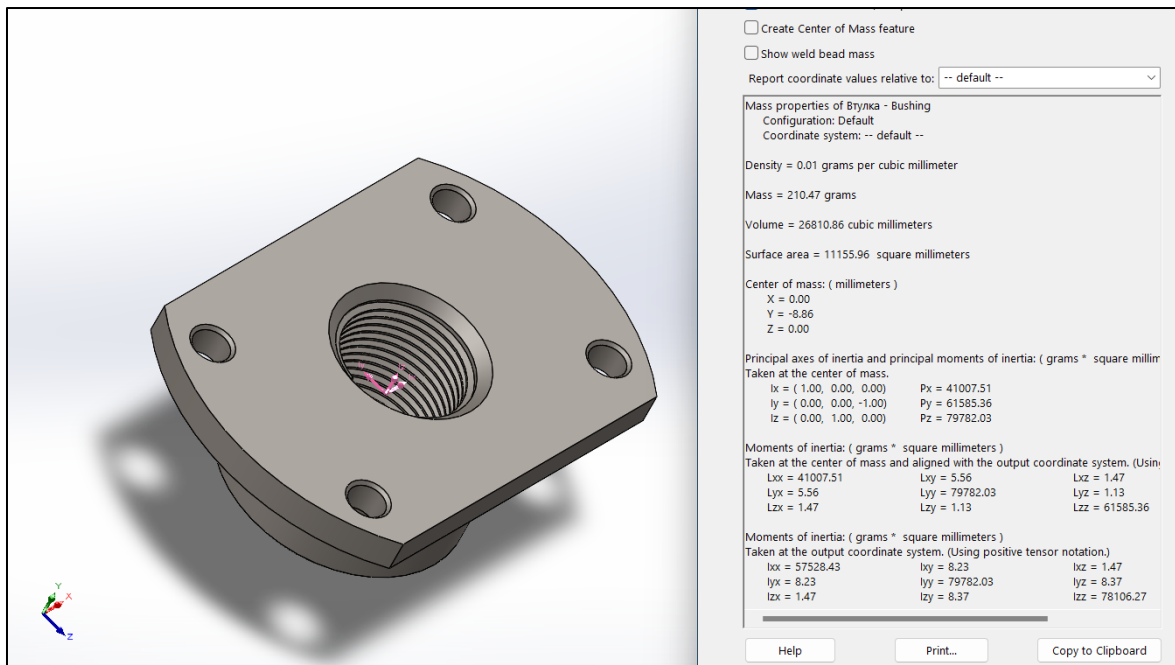 Create Center of Mass feature
Show weld bead mass
Report coordinate values relative to: -- default --
Mass properties of Втулка - Bushing
Configuration: Default
Coordinate system: -- default --
Density = 0.01 grams per cubic millimeter
Mass = 210.47 grams
Volume = 26810.86 cubic millimeters
Surface area = 11155.96 square millimeters
Center of mass: ( millimeters )
X = 0.00
Y = -8.86
Z = 0.00
Principal axes of inertia and principal moments of inertia: ( grams * square millim
Taken at the center of mass.
Ix = ( 1.00, 0.00, 0.00) Px = 41007.51
Iy = ( 0.00, 0.00, -1.00) Py = 61585.36
Iz = ( 0.00, 1.00, 0.00) Pz = 79782.03
Moments of inertia: ( grams * square millimeters )
Taken at the center of mass and aligned with the output coordinate system. (Using
Lxx = 41007.51 Lxy = 5.56 Lxz = 1.47
Lyx = 5.56 Lyy = 79782.03 Lyz = 1.13
Lzx = 1.47 Lzy = 1.13 Lzz = 61585.36
Moments of inertia: ( grams * square millimeters )
Taken at the output coordinate system. (Using positive tensor notation.)
Ixx = 57528.43 Ixy = 8.23 Ixz = 1.47
Iyx = 8.23 Iyy = 79782.03 Iyz = 8.37
Izx = 1.47 Izy = 8.37 Izz = 78106.27
Help Print... Copy to Clipboard
Y
X
Z